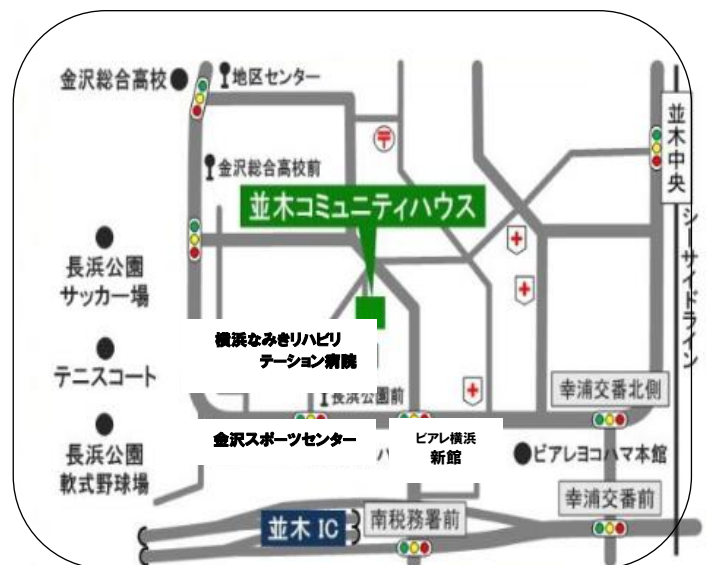 金沢総合高校
地区センター
並木中央
金沢総合高校前
並木コミュニティハウス
シーサイドライン
長浜公園
サッカー場
横浜なみきリハビリ
テーション病院
テニスコート
長浜公園前
幸浦交番北側
金沢スポーツセンター
ピアレ横浜
新館
長浜公園
軟式野球場
ピアレヨコハマ本館
幸浦交番前
並木 IC
南税務署前